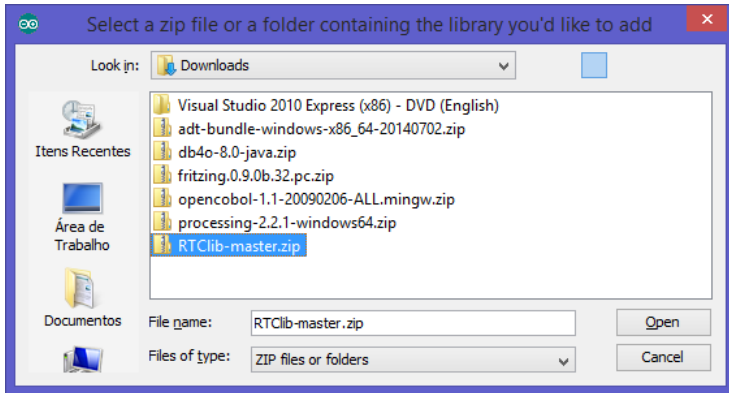 Select a zip file or a folder containing the library you'd like to add
Look in:
Downloads
Itens Recentes
Área de
Trabalho
Documentos
Visual Studio 2010 Express (x86) - DVD (English)
adt-bundle-windows-x86_64-20140702.zip
db4o-8.0-java.zip
fritzing.0.9.0b.32.pc.zip
opencobol-1.1-20090206-ALL.mingw.zip
processing-2.2.1-windows64.zip
RTClib-master.zip
File name:
RTClib-master.zip
Open
Files of type:
ZIP files or folders
Cancel